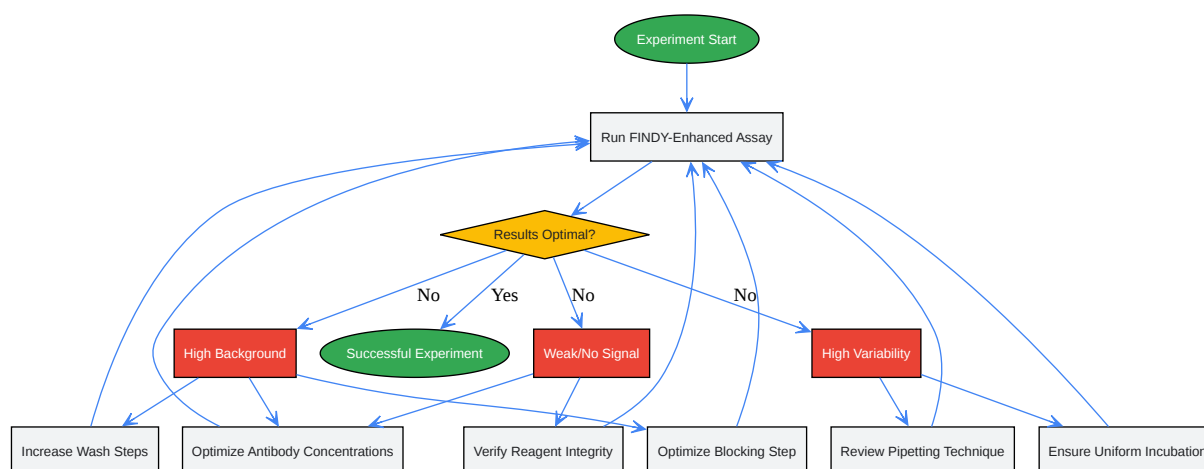 Experiment Start
Run FINDY-Enhanced Assay
Results Optimal?
No
Yes
No
No
High Background
Successful Experiment
Weak/No Signal
High Variability
Increase Wash Steps
Optimize Antibody Concentrations
Verify Reagent Integrity
Optimize Blocking Step
Review Pipetting Technique
Ensure Uniform Incubation